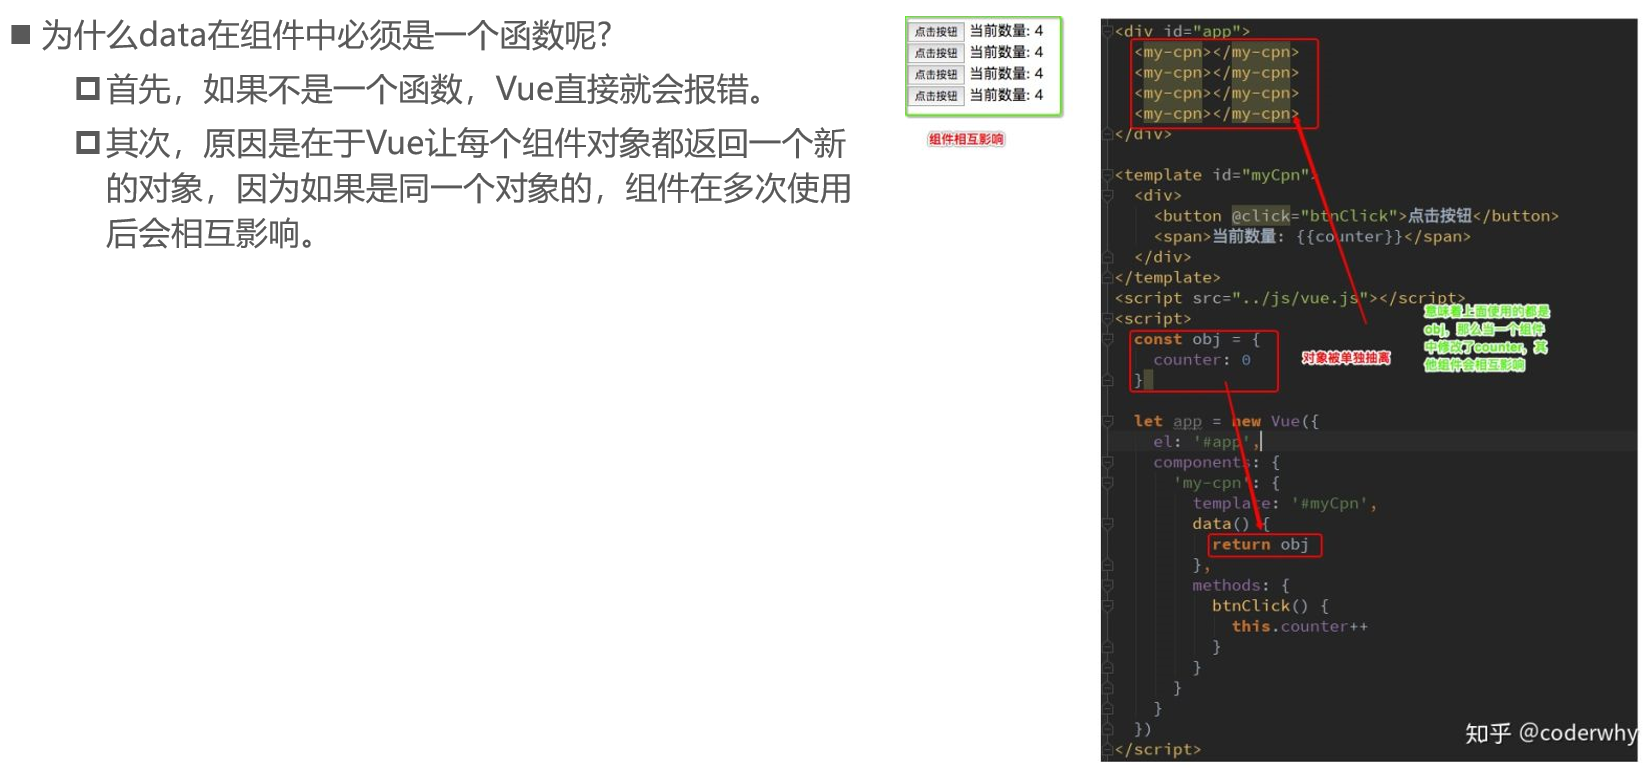 为什么data在组件中必须是一个函数呢?
首先，如果不是一个函数，Vue直接就会报错。
其次，原因是在于Vue让每个组件对象都返回一个新
的对象，因为如果是同一个对象的，组件在多次使用
后会相互影响。
点击按钮 当前数量: 4
点击按钮 当前数量: 4
点击按钮 当前数量: 4
点击按钮 当前数量: 4
组件相互影响
<div id="app">
<my-cpn></my-cpn>
<my-cpn></my-cpn>
<my-cpn></my-cpn>
<my-cpn></my-cpn>
</div>
<template id="myCpn">
<div>
<button @click="btnClick">点击按钮</button>
<span>当前数量: {{counter}}</span>
</div>
</template>
<script src="../js/vue.js"></script>
<script>
const obj = {
counter: 0
}
对象被单独抽离
意味着上面使用的都是
obj，那么当一个组件
中修改了counter，其
他组件会相互影响
let app = new Vue({
el: '#app',
components: {
'my-cpn': {
template: '#myCpn',
data() {
return obj
},
methods: {
btnClick() {
this.counter++
}
}
}
}
})
</script>
知乎 @coderwhy